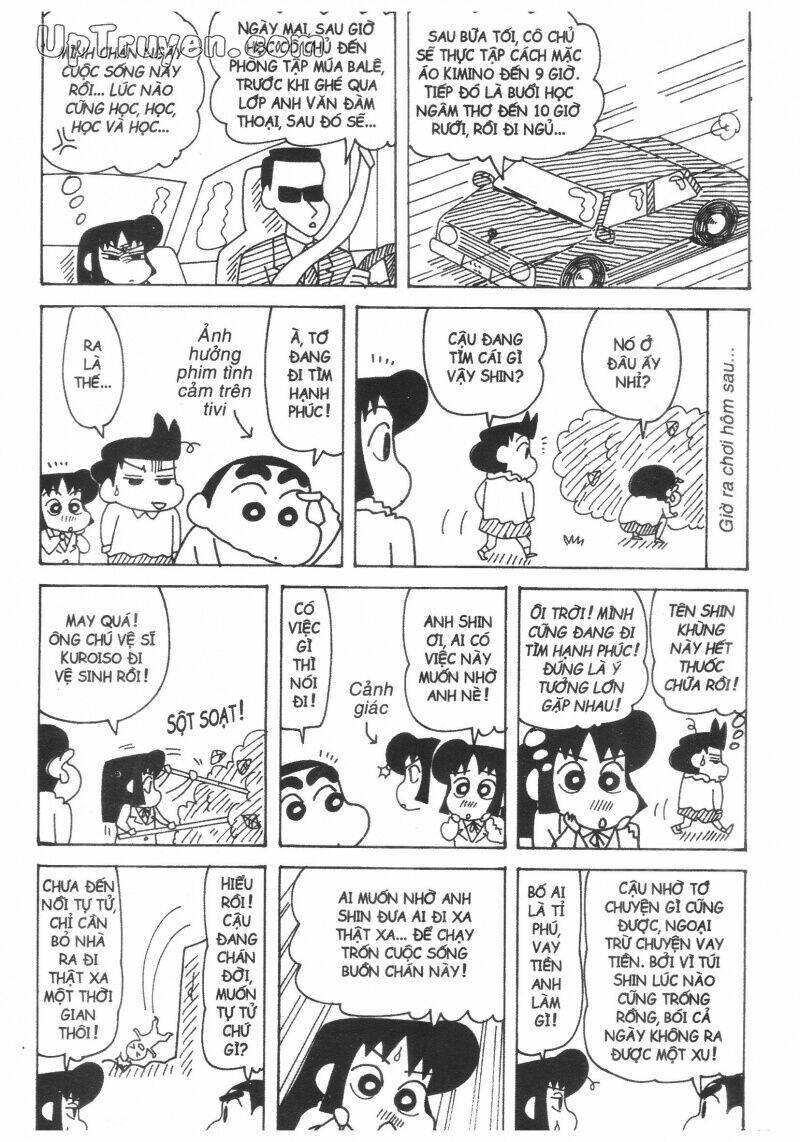 UpTruyen.com
SAU BỮA TỐI, CÔ CHỦ
SẼ THỰC TẬP CÁCH MẶC
ÁO KIMINO ĐẾN 9 GIỜ.
TIẾP ĐÓ LÀ BUỔI HỌC
NGÂM THƠ ĐẾN 10 GIỜ
RƯỠI, RỒI ĐI NGỦ...
NGÀY MAI, SAU GIỜ
HỌC CÔ CHỦ ĐẾN
PHÒNG TẬP MÚA BALÊ,
TRƯỚC KHI GHÉ QUA
LỚP ANH VĂN ĐÀM
THOẠI, SAU ĐÓ SẼ...
MÌNH CHÁN NGẤY
CUỘC SỐNG NÀY
RỒI... LÚC NÀO
CŨNG HỌC, HỌC,
HỌC VÀ HỌC...
Giờ ra chơi hôm sau...
NÓ Ở
ĐÂU ẤY
NHỈ?
CẬU ĐANG
TÌM CÁI GÌ
VẬY SHIN?
À, TỚ
ĐANG
ĐI TÌM
HẠNH
PHÚC!
Ảnh
hưởng
phim tình
cảm trên
tivi
RA
LÀ
THẾ...
TÊN SHIN
KHÙNG
NÀY HẾT
THUỐC
CHỮA RỒI!
ÔI TRỜI! MÌNH
CŨNG ĐANG ĐI
TÌM HẠNH PHÚC!
ĐÚNG LÀ Ý
TƯỞNG LỚN
GẶP NHAU!
ANH SHIN
ƠI, AI CÓ
VIỆC NÀY
MUỐN NHỜ
ANH NÈ!
Cảnh
giác
CÓ
VIỆC
GÌ
THÌ
NÓI
ĐI!
MAY QUÁ!
ÔNG CHÚ VỆ SĨ
KUROISO ĐI
VỆ SINH RỒI!
SỘT SOẠT!
CẬU NHỜ TỚ
CHUYỆN GÌ CŨNG
ĐƯỢC, NGOẠI
TRỪ CHUYỆN VAY
TIỀN. BỞI VÌ TÚI
SHIN LÚC NÀO
CŨNG TRỐNG
RỖNG, BÓI CẢ
NGÀY KHÔNG RA
ĐƯỢC MỘT XU!
BỐ AI
LÀ TỈ
PHÚ,
VAY
TIỀN
ANH
LÀM
GÌ!
AI MUỐN NHỜ ANH
SHIN ĐƯA AI ĐI XA
THẬT XA... ĐỂ CHẠY
TRỐN CUỘC SỐNG
BUỒN CHÁN NÀY!
HIỂU
RỒI!
CẬU
ĐANG
CHÁN
ĐỜI,
MUỐN
TỰ TỬ
CHỨ
GÌ?
CHƯA ĐẾN
NỖI TỰ TỬ,
CHỈ CẦN
BỎ NHÀ
RA ĐI
THẬT XA
MỘT THỜI
GIAN
THÔI!